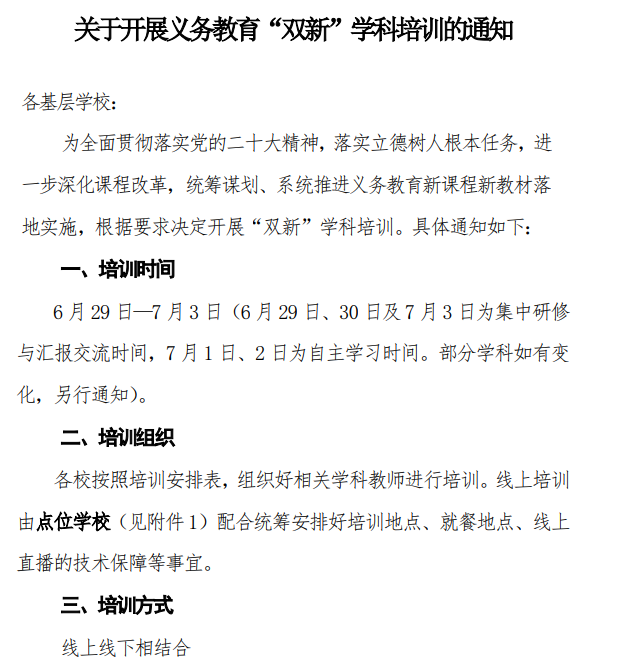 关于开展义务教育“双新”学科培训的通知
各基层学校：
为全面贯彻落实党的二十大精神，落实立德树人根本任务，进
一步深化课程改革，统筹谋划、系统推进义务教育新课程新教材落
地实施，根据要求决定开展“双新”学科培训。具体通知如下：
一、培训时间
6 月 29 日—7 月 3 日（6 月 29 日、30 日及 7 月 3 日为集中研修
与汇报交流时间，7 月 1 日、2 日为自主学习时间。部分学科如有变
化，另行通知）。
二、培训组织
各校按照培训安排表，组织好相关学科教师进行培训。线上培训
由点位学校（见附件 1）配合统筹安排好培训地点、就餐地点、线上
直播的技术保障等事宜。
三、培训方式
线上线下相结合